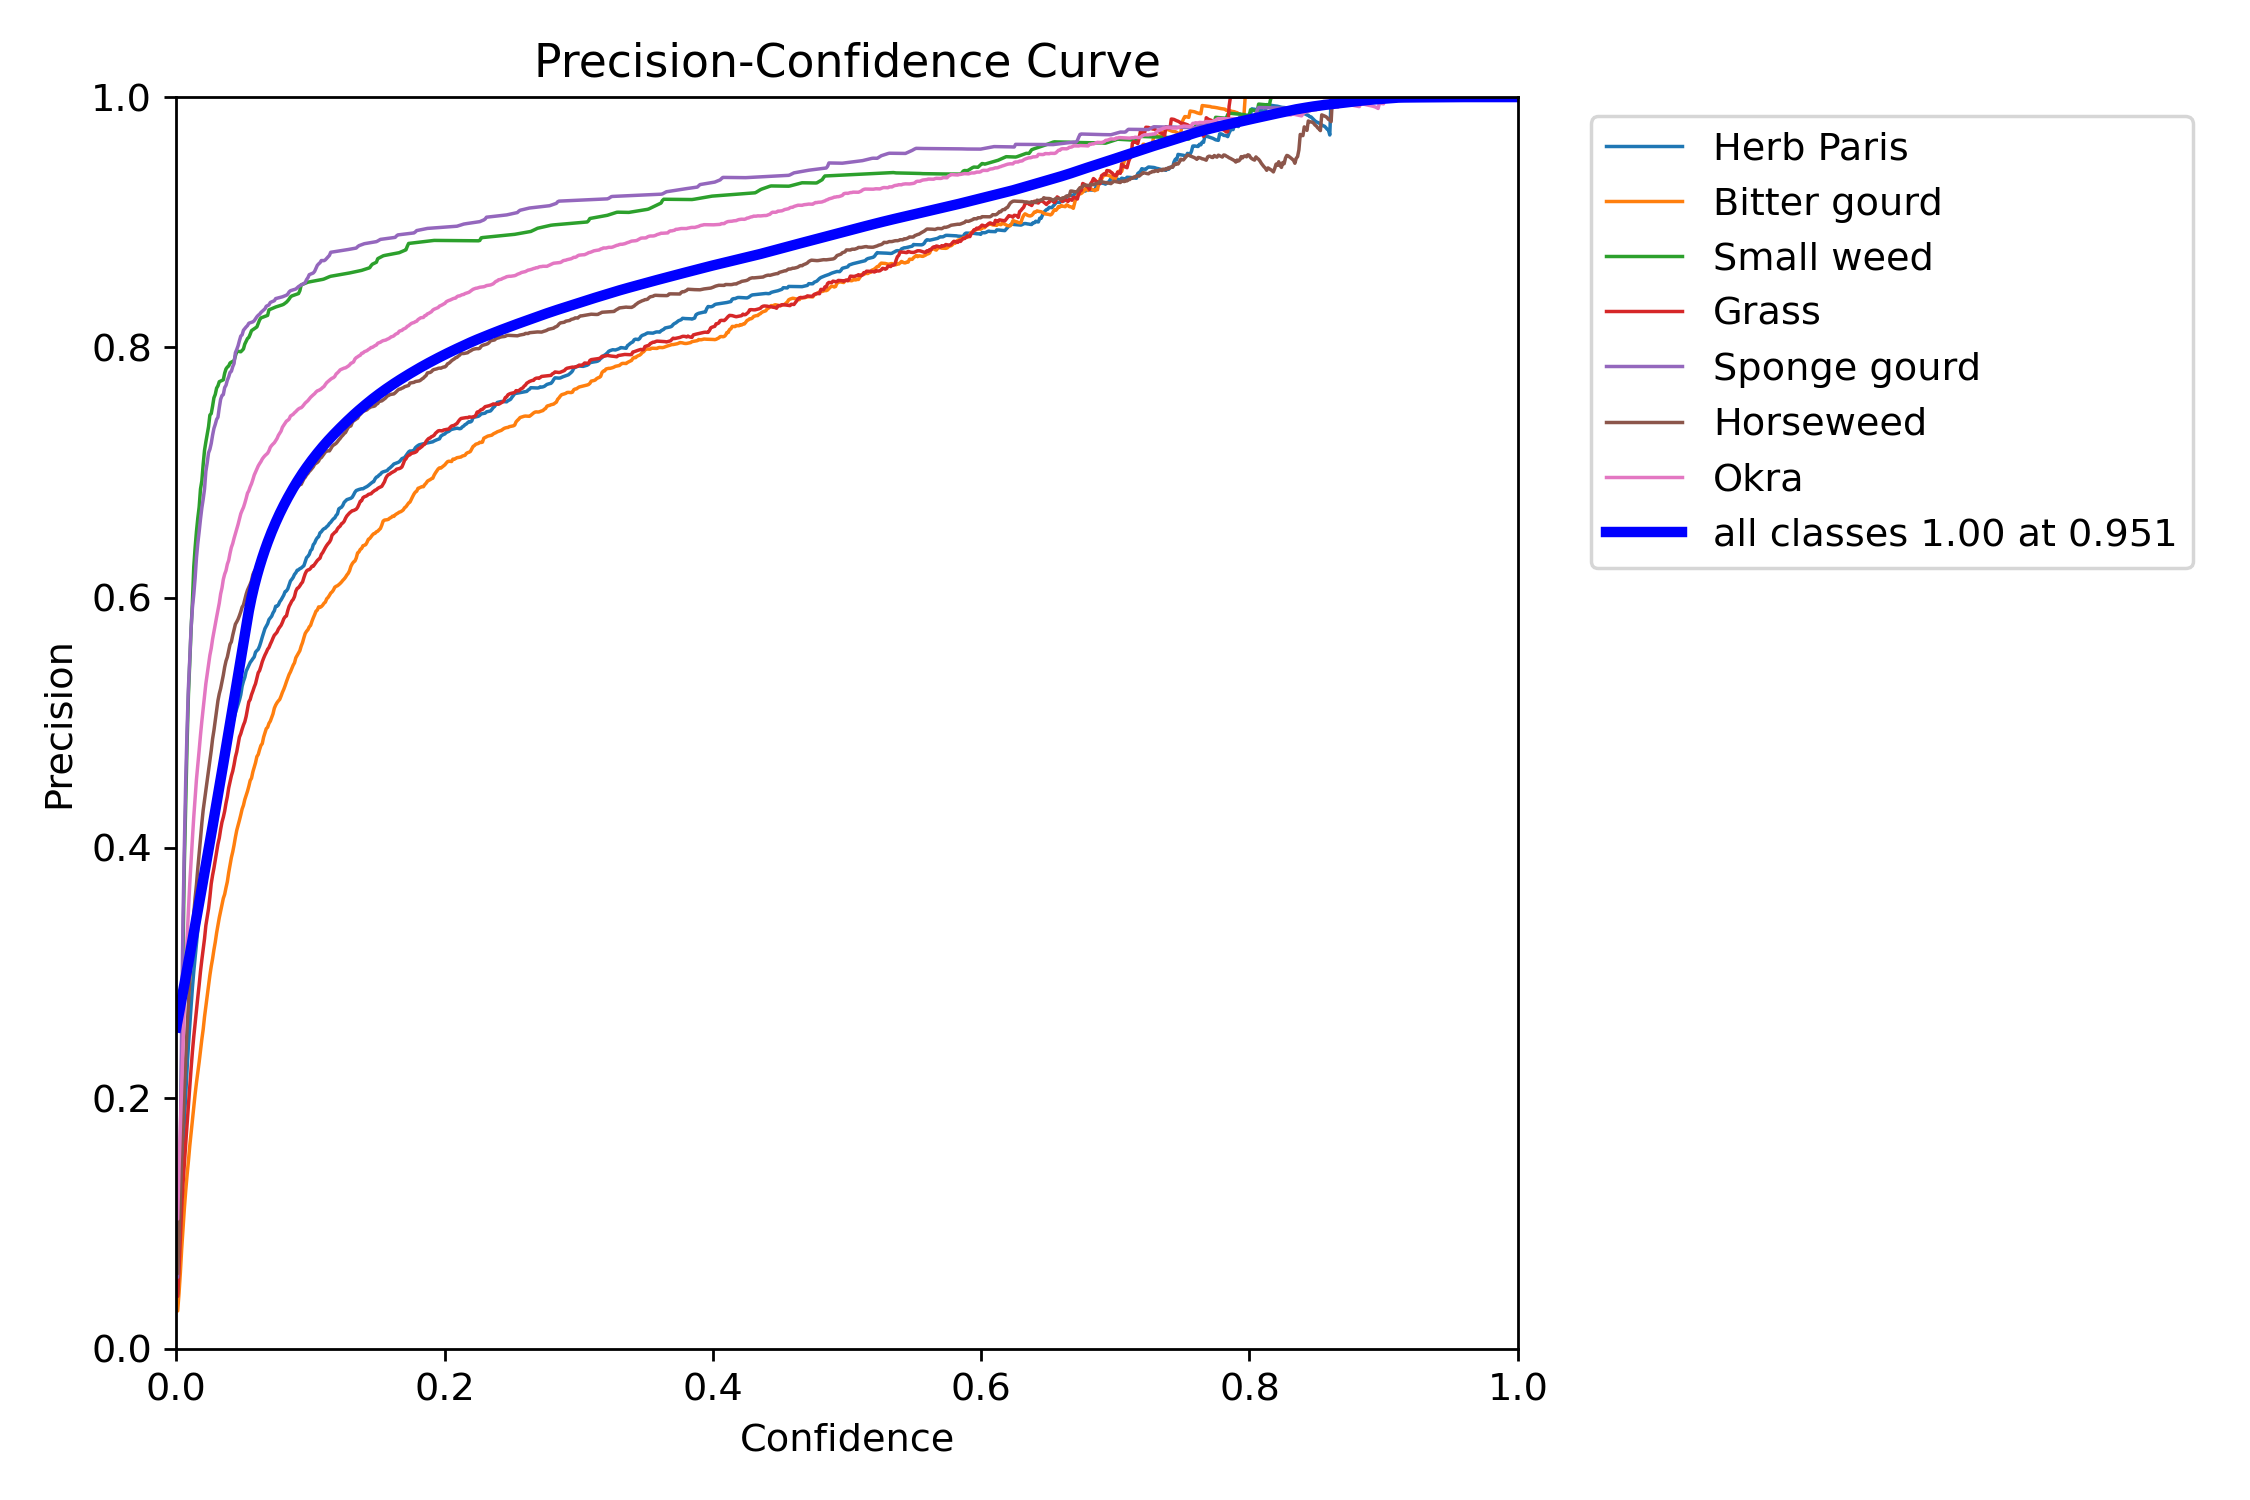 Precision-Confidence Curve
1.0
0.8
0.6
0.4
0.2
0.0
Precision
0.0 0.2 0.4 0.6 0.8 1.0
Confidence
Herb Paris
Bitter gourd
Small weed
Grass
Sponge gourd
Horseweed
Okra
all classes 1.00 at 0.951